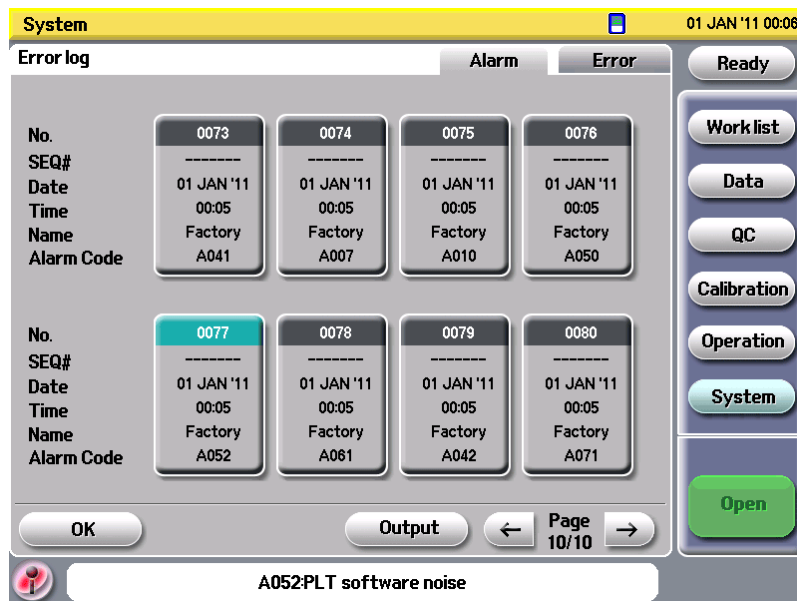 System
01 JAN '11 00:06
Error log
Alarm
Error
Ready
No. 0073 0074 0075 0076
SEQ# ------- ------- ------- -------
Date 01 JAN '11 01 JAN '11 01 JAN '11 01 JAN '11
Time 00:05 00:05 00:05 00:05
Name Factory Factory Factory Factory
Alarm Code A041 A007 A010 A050
No. 0077 0078 0079 0080
SEQ# ------- ------- ------- -------
Date 01 JAN '11 01 JAN '11 01 JAN '11 01 JAN '11
Time 00:05 00:05 00:05 00:05
Name Factory Factory Factory Factory
Alarm Code A052 A061 A042 A071
Work list
Data
QC
Calibration
Operation
System
Open
OK
Output
← Page →
10/10
A052:PLT software noise